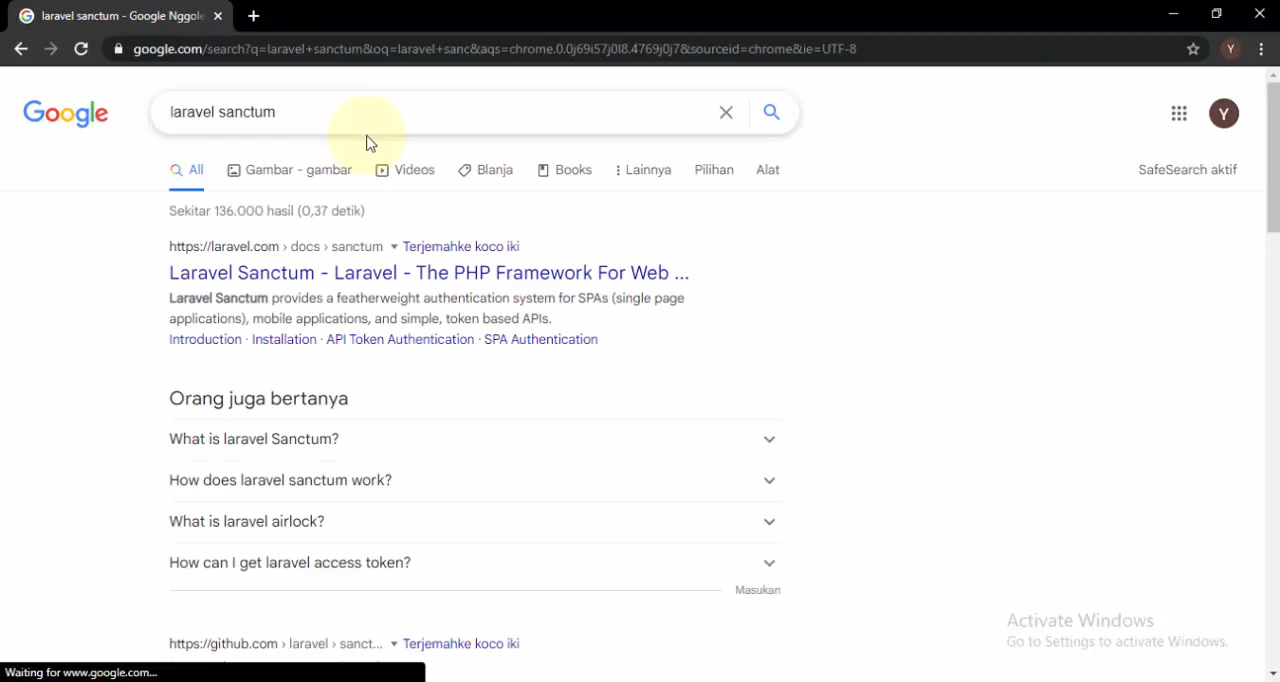 laravel sanctum - Google Nggole
google.com/search?q=laravel+sanctum&oq=laravel+sanc&aqs=chrome.0.0j69i57j0l8.4769j0j7&sourceid=chrome&ie=UTF-8
Y
Google
laravel sanctum
Y
All
Gambar - gambar
Videos
Blanja
Books
Lainnya
Pilihan
Alat
SafeSearch aktif
Sekitar 136.000 hasil (0,37 detik)
https://laravel.com › docs › sanctum Terjemahke koco iki
Laravel Sanctum - Laravel - The PHP Framework For Web ...
Laravel Sanctum provides a featherweight authentication system for SPAs (single page
applications), mobile applications, and simple, token based APIs.
Introduction · Installation · API Token Authentication · SPA Authentication
Orang juga bertanya
What is laravel Sanctum?
How does laravel sanctum work?
What is laravel airlock?
How can I get laravel access token?
Masukan
Activate Windows
Go to Settings to activate Windows.
https://github.com › laravel › sanct... Terjemahke koco iki
Waiting for www.google.com...